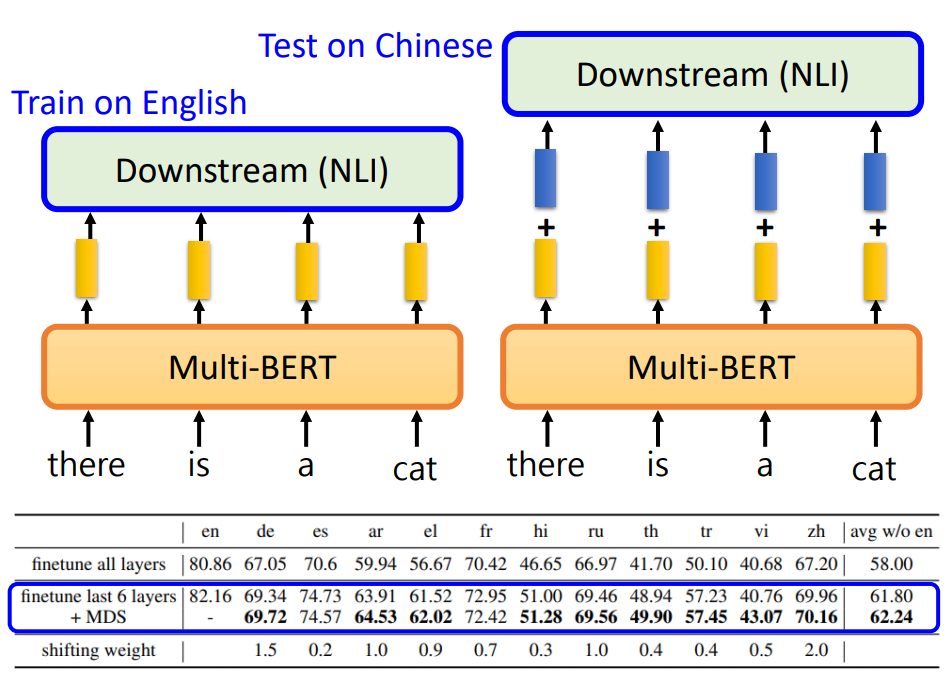 Test on Chinese
Downstream (NLI)
Train on English
Downstream (NLI)
+ + + +
Multi-BERT Multi-BERT
there is a cat there is a cat
en de es ar el fr hi ru th tr vi zh avg w/o en
finetune all layers 80.86 67.05 70.6 59.94 56.67 70.42 46.65 66.97 41.70 50.10 40.68 67.20 58.00
finetune last 6 layers 82.16 69.34 74.73 63.91 61.52 72.95 51.00 69.46 48.94 57.23 40.76 69.96 61.80
+ MDS - 69.72 74.57 64.53 62.02 72.42 51.28 69.56 49.90 57.45 43.07 70.16 62.24
shifting weight 1.5 0.2 1.0 0.9 0.7 0.3 1.0 0.4 0.4 0.5 2.0